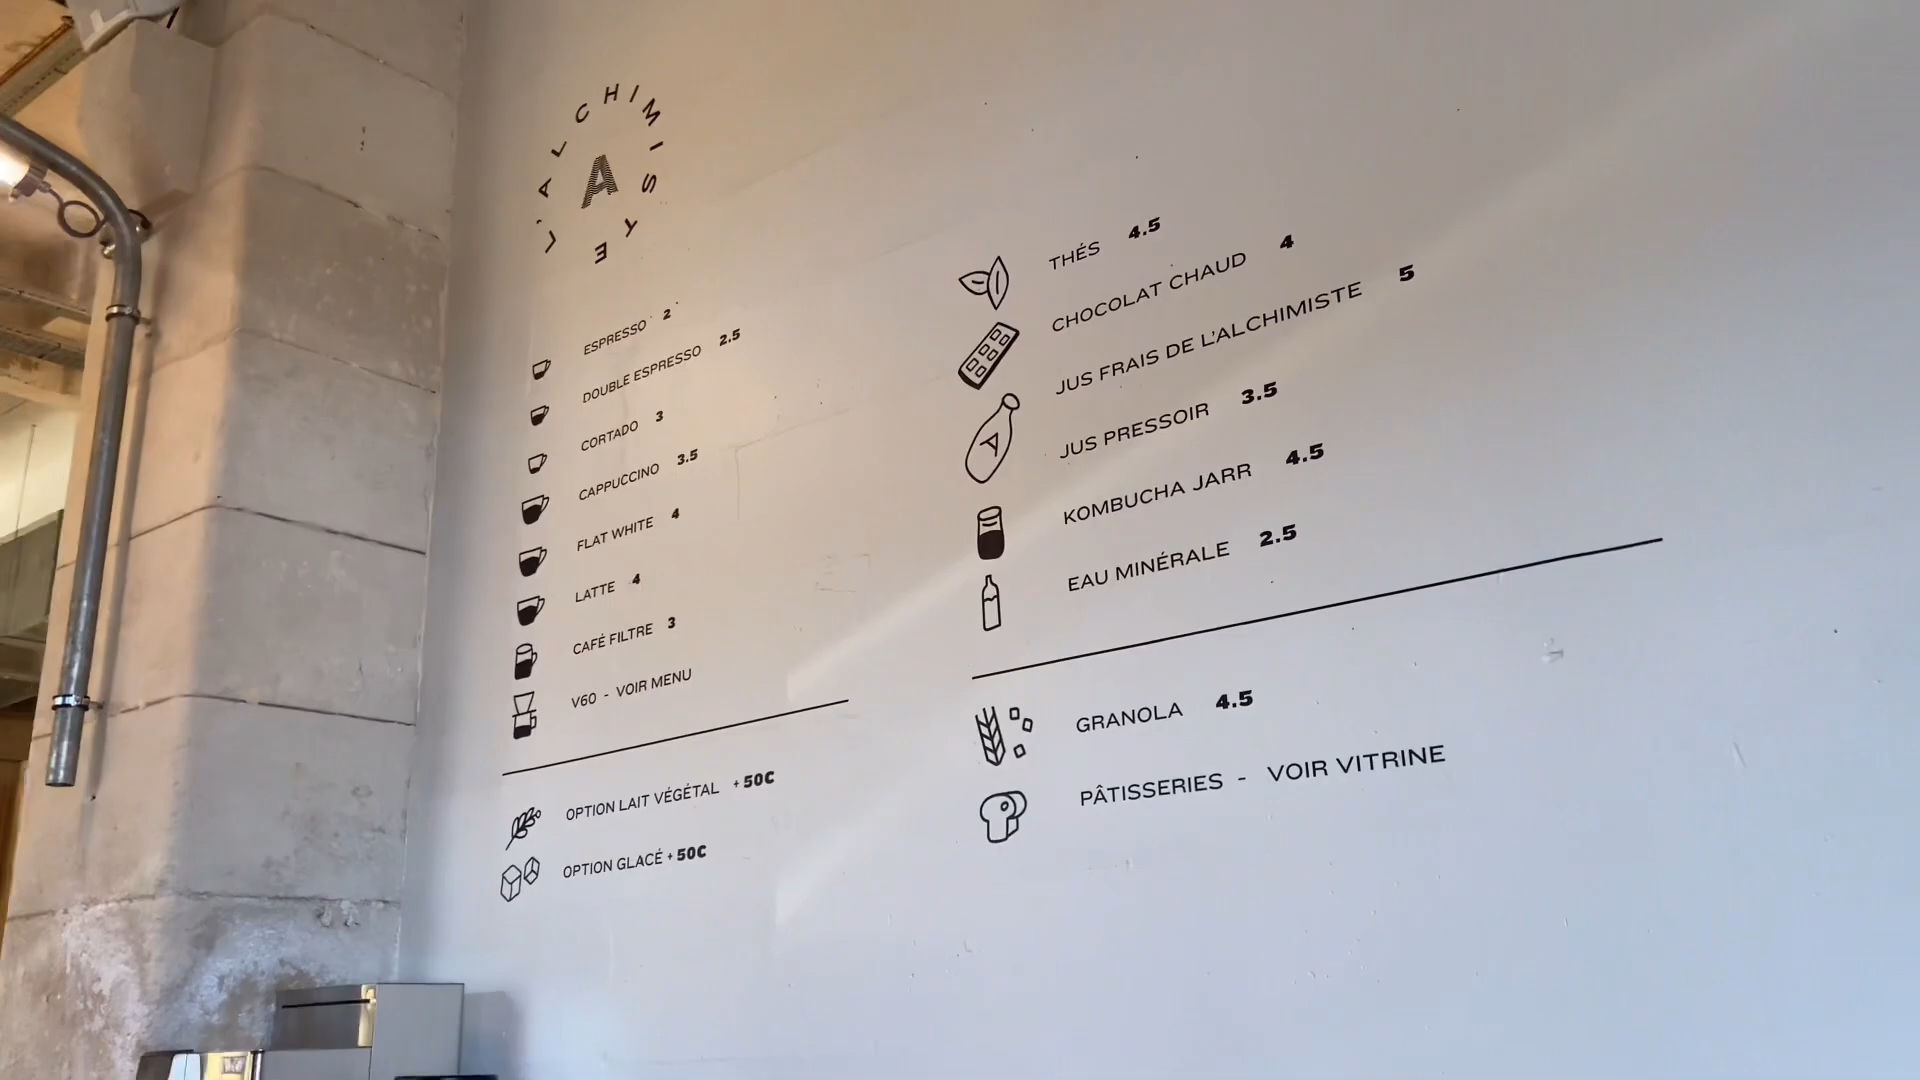 L'ALCHIMISTE
A
ESPRESSO 2
DOUBLE ESPRESSO 2.5
CORTADO 3
CAPPUCCINO 3.5
FLAT WHITE 4
LATTE 4
CAFÉ FILTRE 3
V60 - VOIR MENU
OPTION LAIT VÉGÉTAL +50C
OPTION GLACÉ +50C
THÉS 4.5
CHOCOLAT CHAUD 4
JUS FRAIS DE L'ALCHIMISTE 5
JUS PRESSOIR 3.5
KOMBUCHA JARR 4.5
EAU MINÉRALE 2.5
GRANOLA 4.5
PÂTISSERIES - VOIR VITRINE